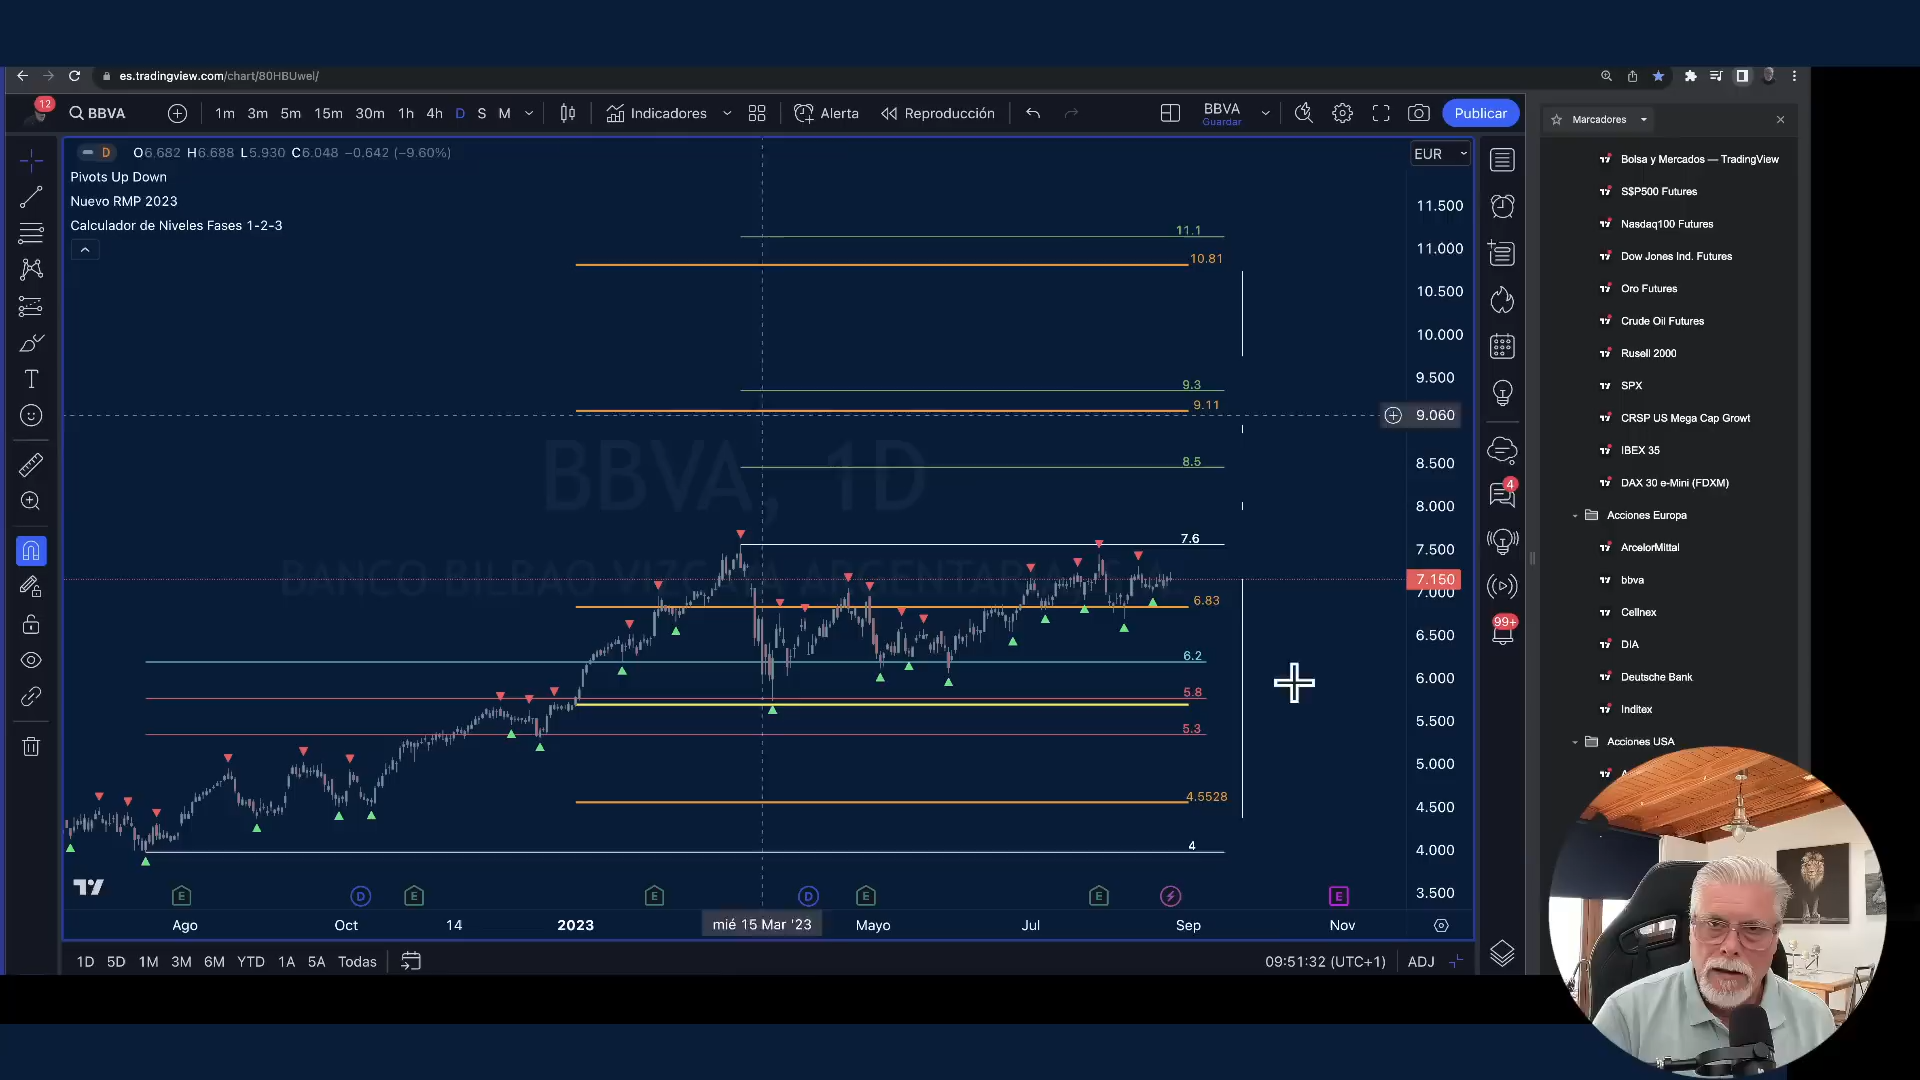 es.tradingview.com/chart/80HBUwel/
12
BBVA
1m 3m 5m 15m 30m 1h 4h D S M
Indicadores
Alerta
Reproducción
BBVA
Guardar
Publicar
Marcadores
D O6.682 H6.688 L5.930 C6.048 −0.642 (−9.60%)
EUR
Pivots Up Down
Nuevo RMP 2023
Calculador de Niveles Fases 1-2-3
BBVA, 1D
BANCO BILBAO VIZCAYA ARGENTARIA S.A.
11.1
10.81
9.3
9.11
8.5
7.6
6.83
6.2
5.8
5.3
4.5528
4
11.500
11.000
10.500
10.000
9.500
9.060
8.500
8.000
7.500
7.150
7.000
6.500
6.000
5.500
5.000
4.500
4.000
3.500
E D E E D E E E
Ago Oct 14 2023 mié 15 Mar '23 Mayo Jul Sep Nov
1D 5D 1M 3M 6M YTD 1A 5A Todas
09:51:32 (UTC+1) ADJ
4
99+
Bolsa y Mercados — TradingView
S$P500 Futures
Nasdaq100 Futures
Dow Jones Ind. Futures
Oro Futures
Crude Oil Futures
Rusell 2000
SPX
CRSP US Mega Cap Growt
IBEX 35
DAX 30 e-Mini (FDXM)
Acciones Europa
ArcelorMittal
bbva
Cellnex
DIA
Deutsche Bank
Inditex
Acciones USA